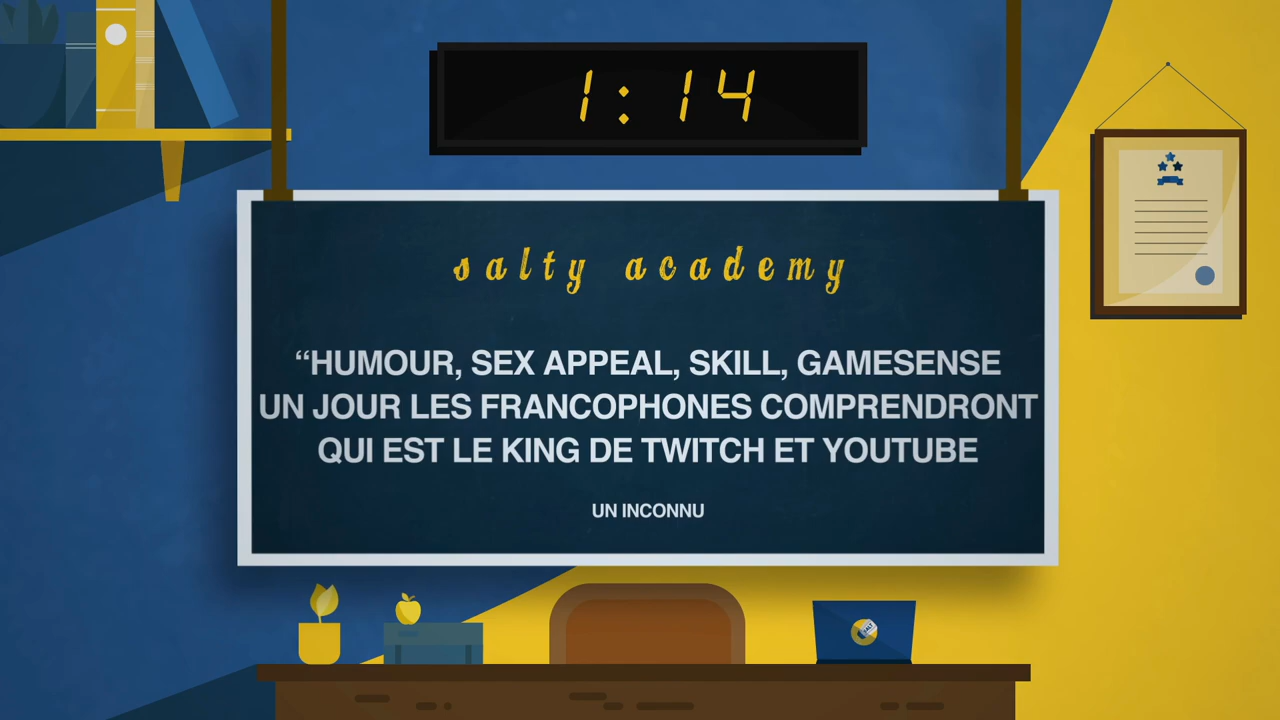 1:14
salty academy
“HUMOUR, SEX APPEAL, SKILL, GAMESENSE
UN JOUR LES FRANCOPHONES COMPRENDRONT
QUI EST LE KING DE TWITCH ET YOUTUBE
UN INCONNU
SALT